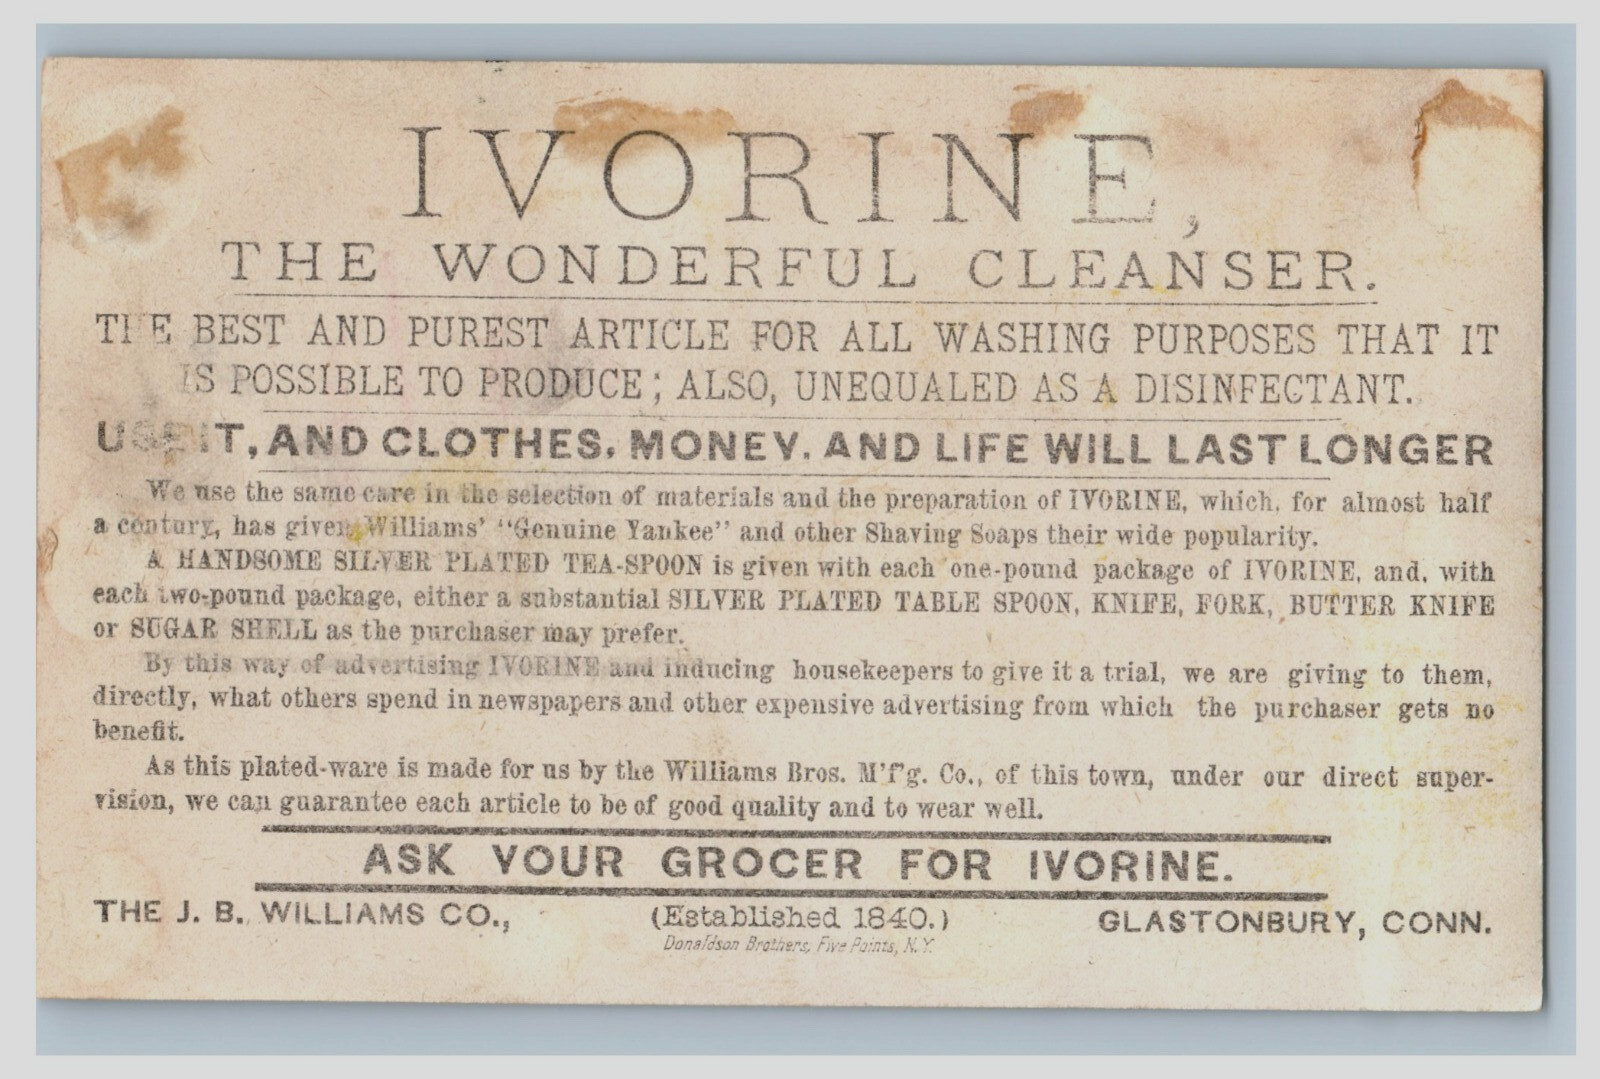 IVORINE,
THE WONDERFUL CLEANSER.
THE BEST AND PUREST ARTICLE FOR ALL WASHING PURPOSES THAT IT
IS POSSIBLE TO PRODUCE; ALSO, UNEQUALED AS A DISINFECTANT.
USE IT, AND CLOTHES, MONEY, AND LIFE WILL LAST LONGER
We use the same care in the selection of materials and the preparation of IVORINE, which, for almost half
a century, has given Williams' "Genuine Yankee" and other Shaving Soaps their wide popularity.
A HANDSOME SILVER PLATED TEA-SPOON is given with each one-pound package of IVORINE, and, with
each two-pound package, either a substantial SILVER PLATED TABLE SPOON, KNIFE, FORK, BUTTER KNIFE
or SUGAR SHELL as the purchaser may prefer.
By this way of advertising IVORINE and inducing housekeepers to give it a trial, we are giving to them,
directly, what others spend in newspapers and other expensive advertising from which the purchaser gets no
benefit.
As this plated-ware is made for us by the Williams Bros. M'f'g. Co., of this town, under our direct super-
vision, we can guarantee each article to be of good quality and to wear well.
ASK YOUR GROCER FOR IVORINE.
THE J. B. WILLIAMS CO., (Established 1840.) GLASTONBURY, CONN.
Donaldson Brothers, Five Points, N.Y.